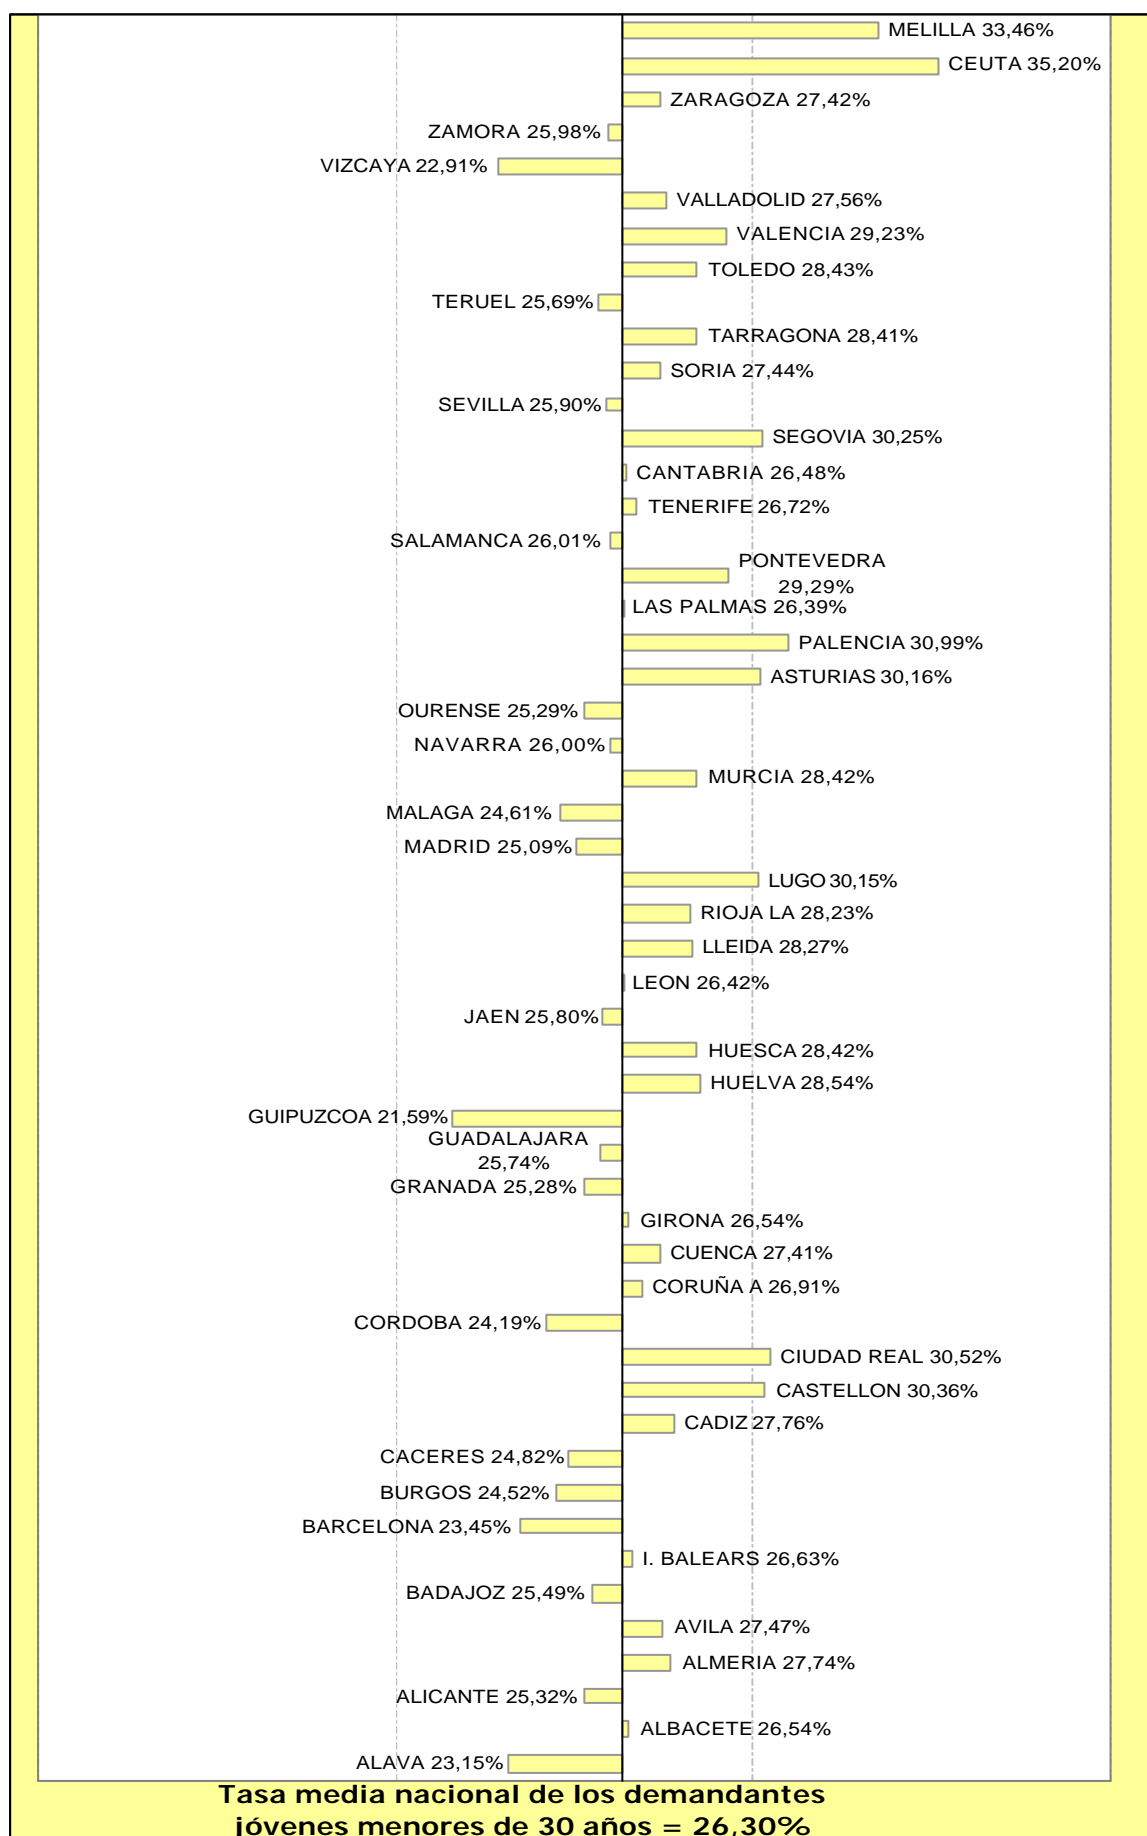 MELILLA 33,46%
CEUTA 35,20%
ZARAGOZA 27,42%
ZAMORA 25,98%
VIZCAYA 22,91%
VALLADOLID 27,56%
VALENCIA 29,23%
TOLEDO 28,43%
TERUEL 25,69%
TARRAGONA 28,41%
SORIA 27,44%
SEVILLA 25,90%
SEGOVIA 30,25%
CANTABRIA 26,48%
TENERIFE 26,72%
SALAMANCA 26,01%
PONTEVEDRA
29,29%
LAS PALMAS 26,39%
PALENCIA 30,99%
ASTURIAS 30,16%
OURENSE 25,29%
NAVARRA 26,00%
MURCIA 28,42%
MALAGA 24,61%
MADRID 25,09%
LUGO 30,15%
RIOJA LA 28,23%
LLEIDA 28,27%
LEON 26,42%
JAEN 25,80%
HUESCA 28,42%
HUELVA 28,54%
GUIPUZCOA 21,59%
GUADALAJARA
25,74%
GRANADA 25,28%
GIRONA 26,54%
CUENCA 27,41%
CORUÑA A 26,91%
CORDOBA 24,19%
CIUDAD REAL 30,52%
CASTELLON 30,36%
CADIZ 27,76%
CACERES 24,82%
BURGOS 24,52%
BARCELONA 23,45%
I. BALEARS 26,63%
BADAJOZ 25,49%
AVILA 27,47%
ALMERIA 27,74%
ALICANTE 25,32%
ALBACETE 26,54%
ALAVA 23,15%
Tasa media nacional de los demandantes
jóvenes menores de 30 años = 26,30%